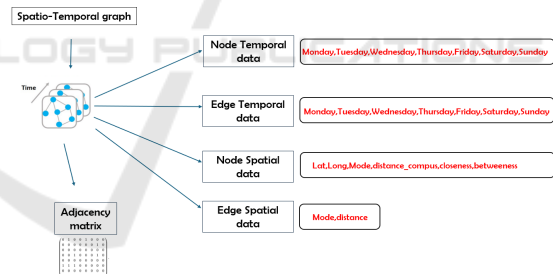 Spatio-Temporal graph
Time
Node Temporal
data
Monday,Tuesday,Wednesday,Thursday,Friday,Saturday,Sunday
Edge Temporal
data
Monday,Tuesday,Wednesday,Thursday,Friday,Saturday,Sunday
Node Spatial
data
Lat,Long,Mode,distance_compus,closeness,betweeness
Edge Spatial
data
Mode,distance
Adjacency
matrix